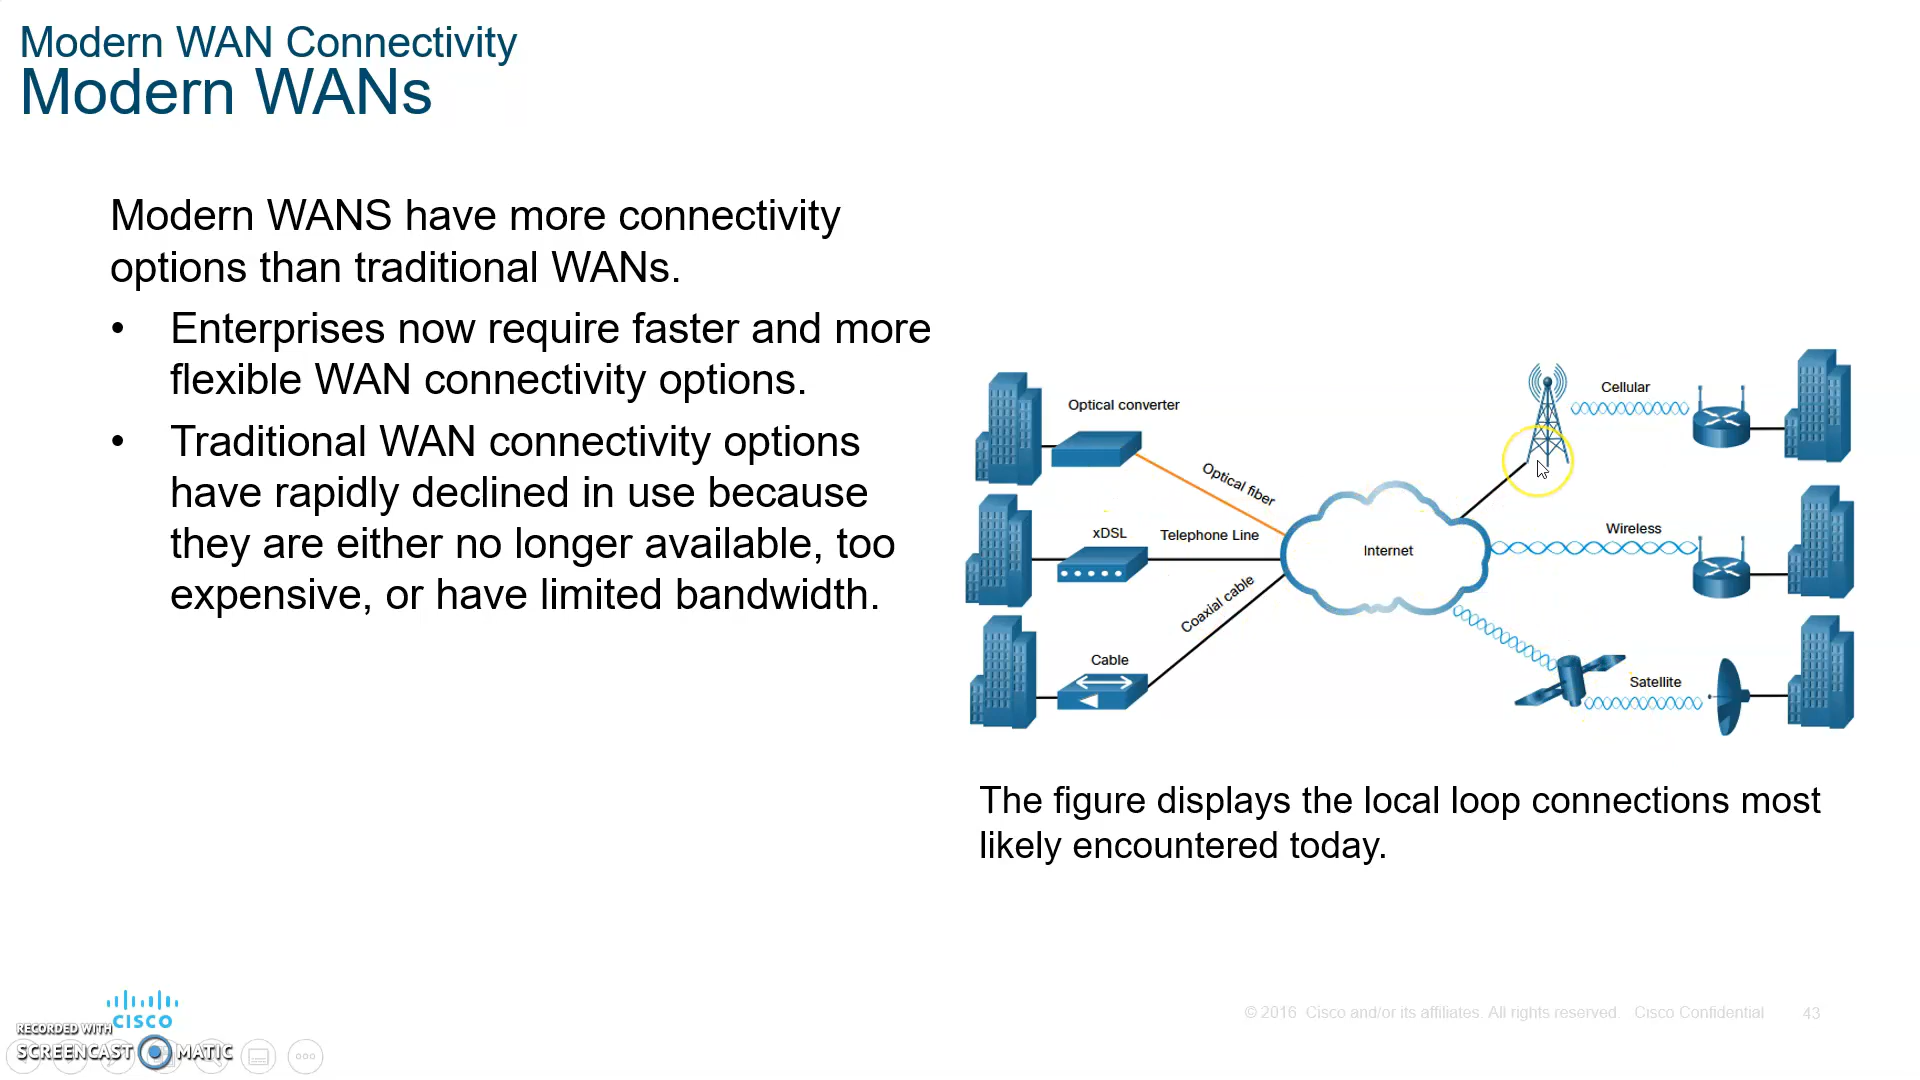 Modern WAN Connectivity
Modern WANs
Modern WANS have more connectivity
options than traditional WANs.
• Enterprises now require faster and more
flexible WAN connectivity options.
• Traditional WAN connectivity options
have rapidly declined in use because
they are either no longer available, too
expensive, or have limited bandwidth.
Optical converter
Optical fiber
xDSL
Telephone Line
Coaxial cable
Cable
Internet
Cellular
Wireless
Satellite
The figure displays the local loop connections most
likely encountered today.
CISCO
RECORDED WITH
SCREENCAST MATIC
© 2016 Cisco and/or its affiliates. All rights reserved. Cisco Confidential
43